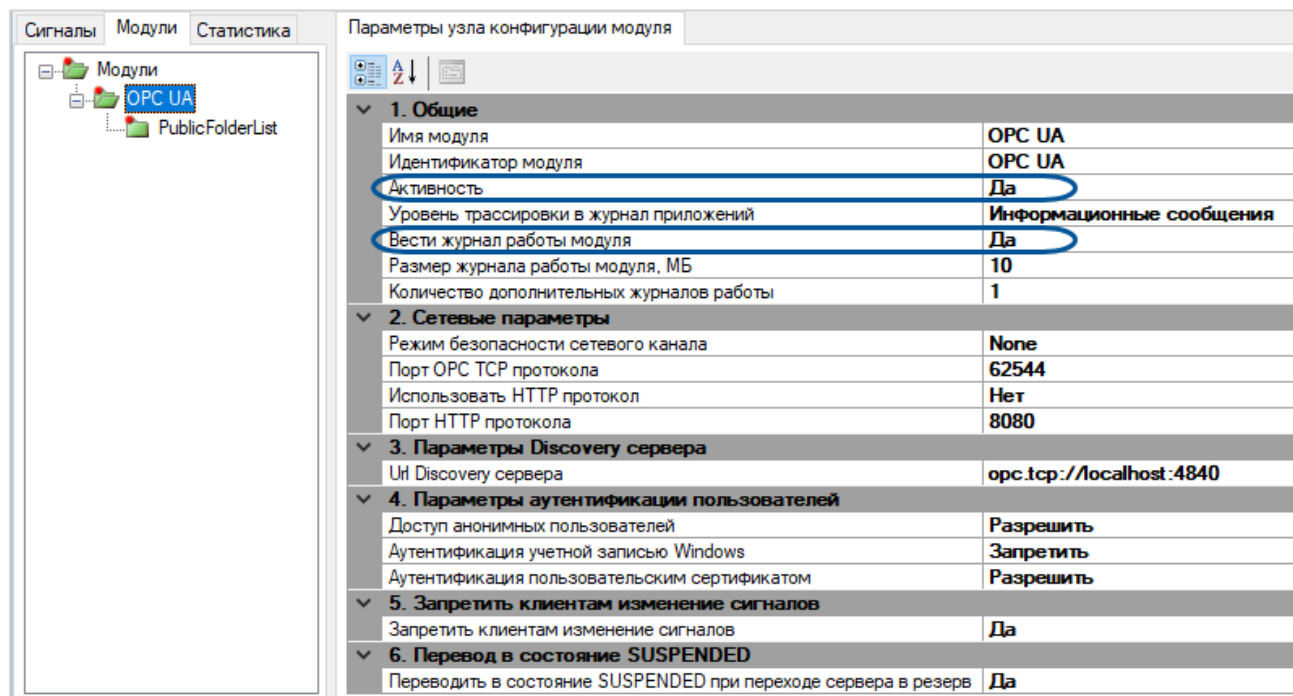 Сигналы Модули Статистика
Модули
OPC UA
PublicFolderList
Параметры узла конфигурации модуля
1. Общие
Имя модуля OPC UA
Идентификатор модуля OPC UA
Активность Да
Уровень трассировки в журнал приложений Информационные сообщения
Вести журнал работы модуля Да
Размер журнала работы модуля, МБ 10
Количество дополнительных журналов работы 1
2. Сетевые параметры
Режим безопасности сетевого канала None
Порт OPC TCP протокола 62544
Использовать HTTP протокол Нет
Порт HTTP протокола 8080
3. Параметры Discovery сервера
Url Discovery сервера opc.tcp://localhost:4840
4. Параметры аутентификации пользователей
Доступ анонимных пользователей Разрешить
Аутентификация учетной записью Windows Запретить
Аутентификация пользовательским сертификатом Разрешить
5. Запретить клиентам изменение сигналов
Запретить клиентам изменение сигналов Да
6. Перевод в состояние SUSPENDED
Переводить в состояние SUSPENDED при переходе сервера в резерв Да